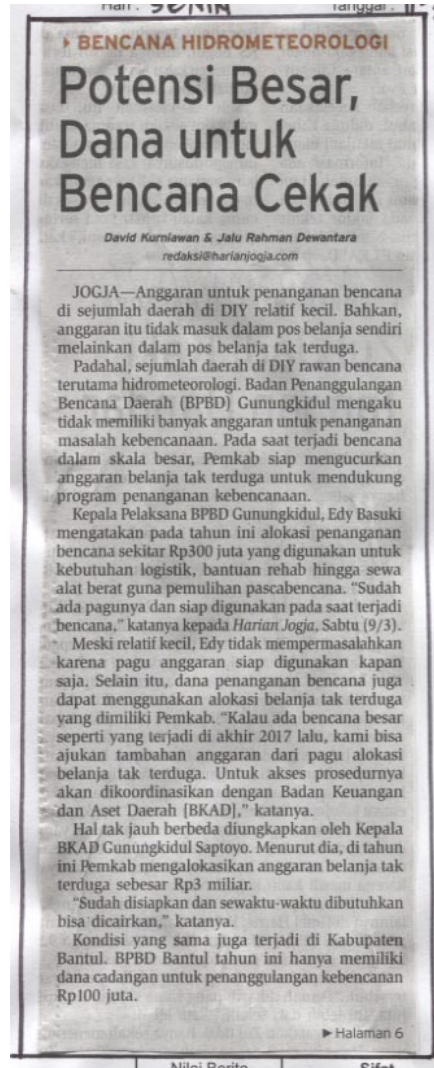 Hari : SENIN Tanggal :
▸ BENCANA HIDROMETEOROLOGI
Potensi Besar,
Dana untuk
Bencana Cekak
David Kurniawan & Jalu Rahman Dewantara
redaksi@harianjogja.com
JOGJA—Anggaran untuk penanganan bencana
di sejumlah daerah di DIY relatif kecil. Bahkan,
anggaran itu tidak masuk dalam pos belanja sendiri
melainkan dalam pos belanja tak terduga.
Padahal, sejumlah daerah di DIY rawan bencana
terutama hidrometeorologi. Badan Penanggulangan
Bencana Daerah (BPBD) Gunungkidul mengaku
tidak memiliki banyak anggaran untuk penanganan
masalah kebencanaan. Pada saat terjadi bencana
dalam skala besar, Pemkab siap mengucurkan
anggaran belanja tak terduga untuk mendukung
program penanganan kebencanaan.
Kepala Pelaksana BPBD Gunungkidul, Edy Basuki
mengatakan pada tahun ini alokasi penanganan
bencana sekitar Rp300 juta yang digunakan untuk
kebutuhan logistik, bantuan rehab hingga sewa
alat berat guna pemulihan pascabencana. “Sudah
ada pagunya dan siap digunakan pada saat terjadi
bencana,” katanya kepada Harian Jogja, Sabtu (9/3).
Meski relatif kecil, Edy tidak mempermasalahkan
karena pagu anggaran siap digunakan kapan
saja. Selain itu, dana penanganan bencana juga
dapat menggunakan alokasi belanja tak terduga
yang dimiliki Pemkab. “Kalau ada bencana besar
seperti yang terjadi di akhir 2017 lalu, kami bisa
ajukan tambahan anggaran dari pagu alokasi
belanja tak terduga. Untuk akses prosedurnya
akan dikoordinasikan dengan Badan Keuangan
dan Aset Daerah [BKAD],” katanya.
Hal tak jauh berbeda diungkapkan oleh Kepala
BKAD Gunungkidul Saptoyo. Menurut dia, di tahun
ini Pemkab mengalokasikan anggaran belanja tak
terduga sebesar Rp3 miliar.
“Sudah disiapkan dan sewaktu-waktu dibutuhkan
bisa dicairkan,” katanya.
Kondisi yang sama juga terjadi di Kabupaten
Bantul. BPBD Bantul tahun ini hanya memiliki
dana cadangan untuk penanggulangan kebencanan
Rp100 juta.
▶ Halaman 6
Nilai Berita Sifat